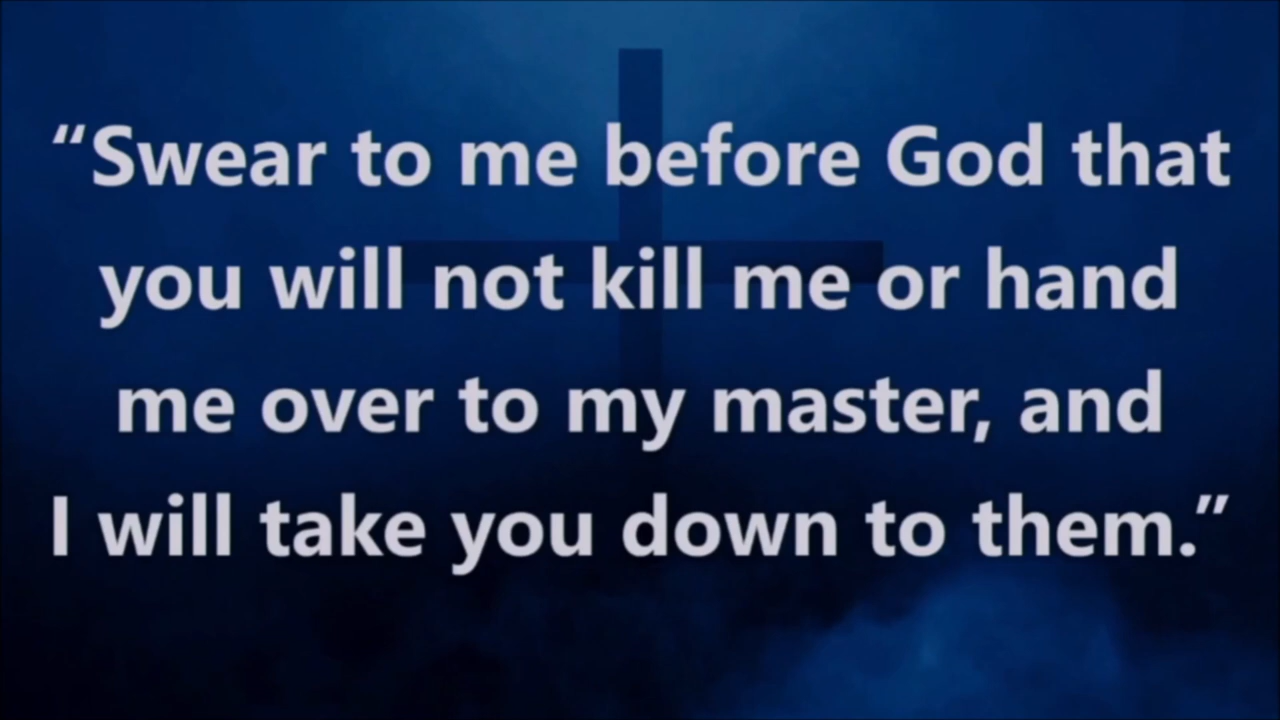 “Swear to me before God that
you will not kill me or hand
me over to my master, and
I will take you down to them.”